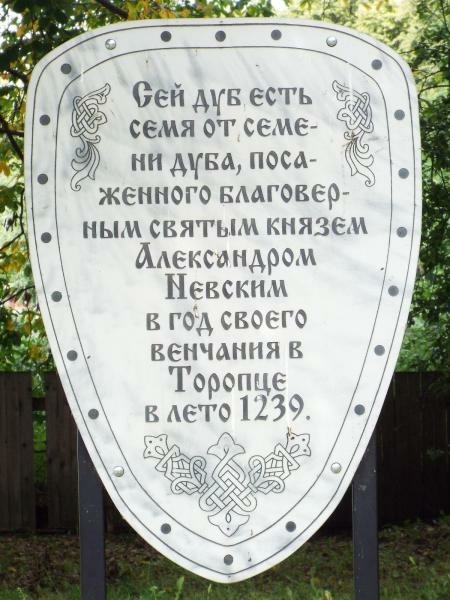 Сей дуб есть
семя от семе-
ни дуба, поса-
женного благовер-
ным святым князем
Александром
Невским
в год своего
венчания в
Торопце
в лето 1239.